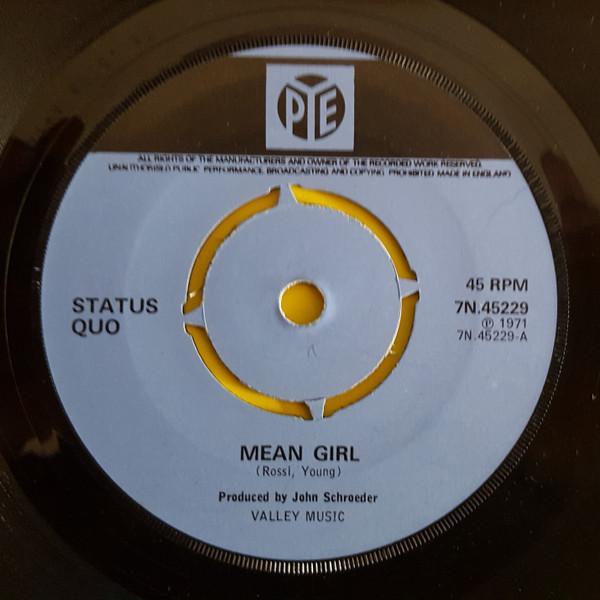 PYE
ALL RIGHTS OF THE MANUFACTURERS AND OWNER OF THE RECORDED WORK RESERVED.
UNAUTHORISED PUBLIC PERFORMANCE, BROADCASTING AND COPYING PROHIBITED MADE IN ENGLAND
STATUS
QUO
45 RPM
7N.45229
Ⓟ 1971
7N.45229-A
MEAN GIRL
(Rossi, Young)
Produced by John Schroeder
VALLEY MUSIC